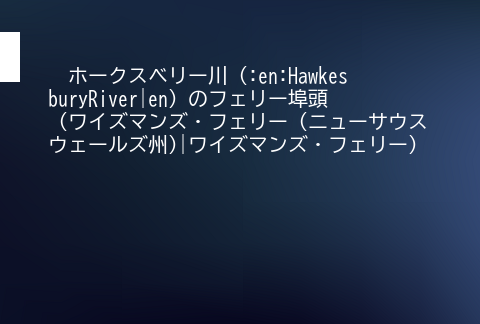 ホークスベリー川（:en:Hawkes
buryRiver|en）のフェリー埠頭
（ワイズマンズ・フェリー（ニューサウス
ウェールズ州)|ワイズマンズ・フェリー）